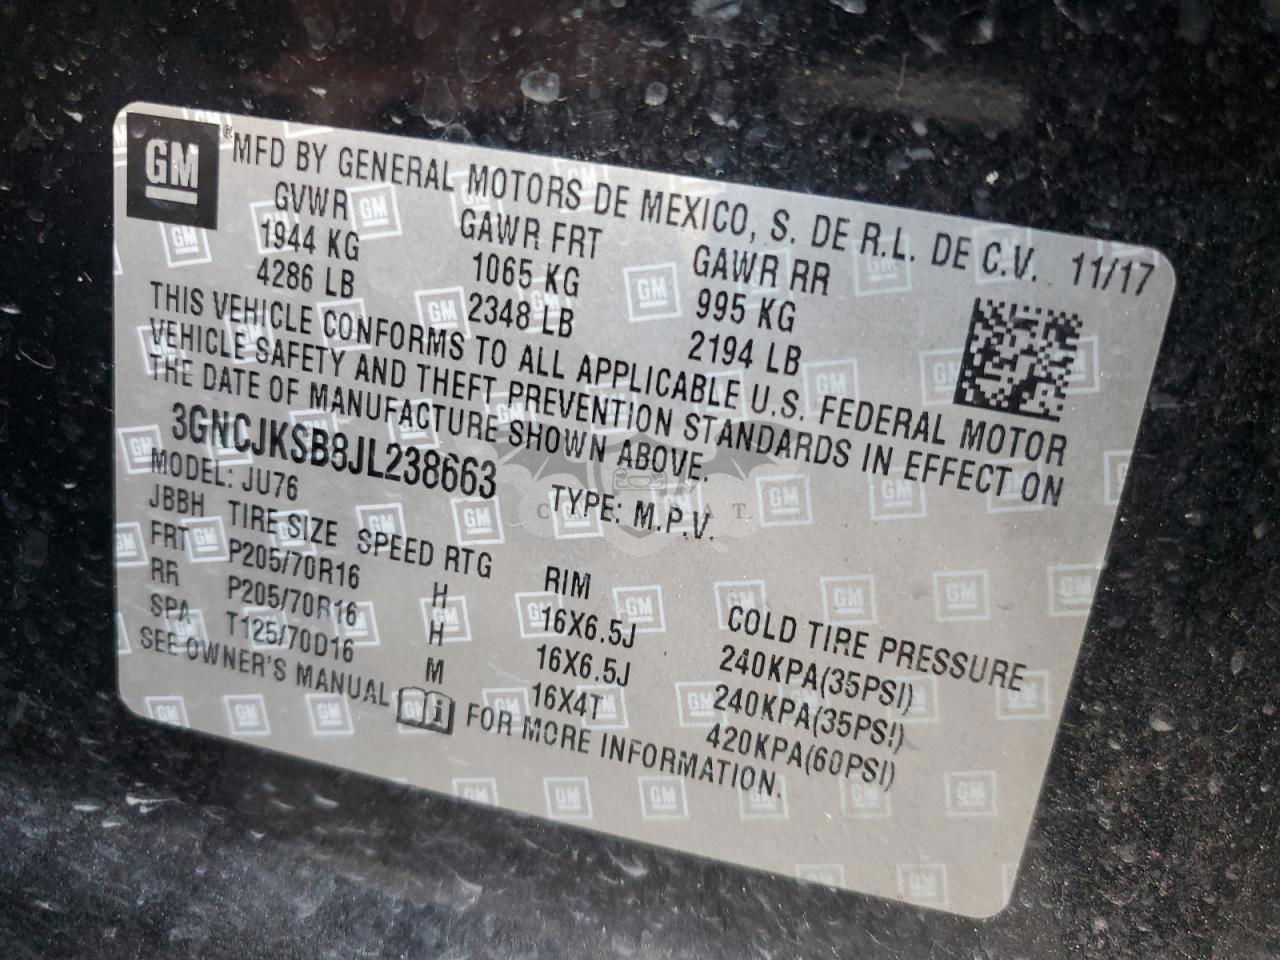 GM
MFD BY GENERAL MOTORS DE MEXICO, S. DE R.L. DE C.V. 11/17
GVWR GAWR FRT GAWR RR
1944 KG 1065 KG 995 KG
4286 LB 2348 LB 2194 LB
THIS VEHICLE CONFORMS TO ALL APPLICABLE U.S. FEDERAL MOTOR
VEHICLE SAFETY AND THEFT PREVENTION STANDARDS IN EFFECT ON
THE DATE OF MANUFACTURE SHOWN ABOVE.
3GNCJKSB8JL238663 TYPE: M.P.V.
MODEL: JU76
JBBH TIRE SIZE SPEED RTG RIM COLD TIRE PRESSURE
FRT P205/70R16 H 16X6.5J 240KPA(35PSI)
RR P205/70R16 H 16X6.5J 240KPA(35PSI)
SPA T125/70D16 M 16X4T 420KPA(60PSI)
SEE OWNER'S MANUAL FOR MORE INFORMATION.